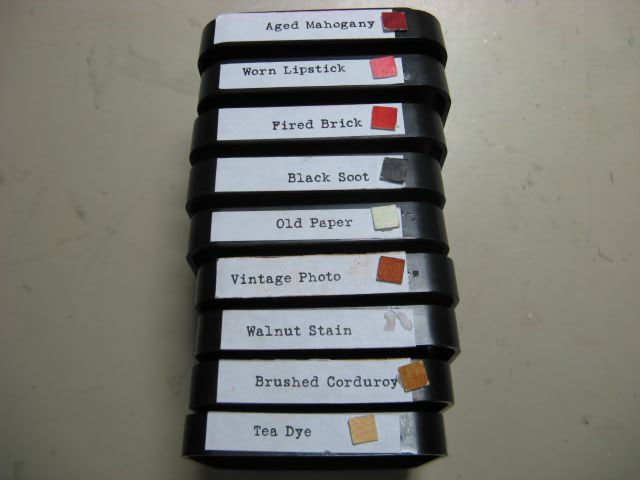 Aged Mahogany
Worn Lipstick
Fired Brick
Black Soot
Old Paper
Vintage Photo
Walnut Stain
Brushed Corduroy
Tea Dye